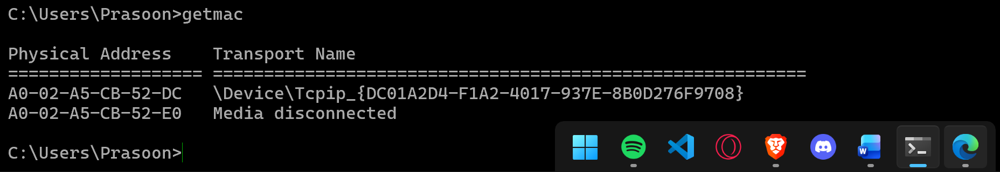 C:\Users\Prasoon>getmac
Physical Address    Transport Name
=================== ==========================================================
A0-02-A5-CB-52-DC   \Device\Tcpip_{DC01A2D4-F1A2-4017-937E-8B0D276F9708}
A0-02-A5-CB-52-E0   Media disconnected
C:\Users\Prasoon>
W